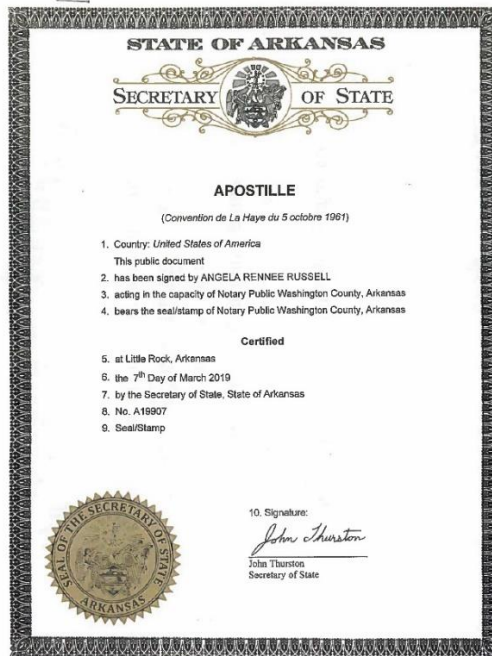 STATE OF ARKANSAS
SECRETARY OF STATE
APOSTILLE
(Convention de La Haye du 5 octobre 1961)
1. Country: United States of America
This public document
2. has been signed by ANGELA RENNEE RUSSELL
3. acting in the capacity of Notary Public Washington County, Arkansas
4. bears the seal/stamp of Notary Public Washington County, Arkansas
Certified
5. at Little Rock, Arkansas
6. the 7th Day of March 2019
7. by the Secretary of State, State of Arkansas
8. No. A19907
9. Seal/Stamp
10. Signature:
John Thurston
John Thurston
Secretary of State
SEAL OF THE SECRETARY OF STATE
ARKANSAS